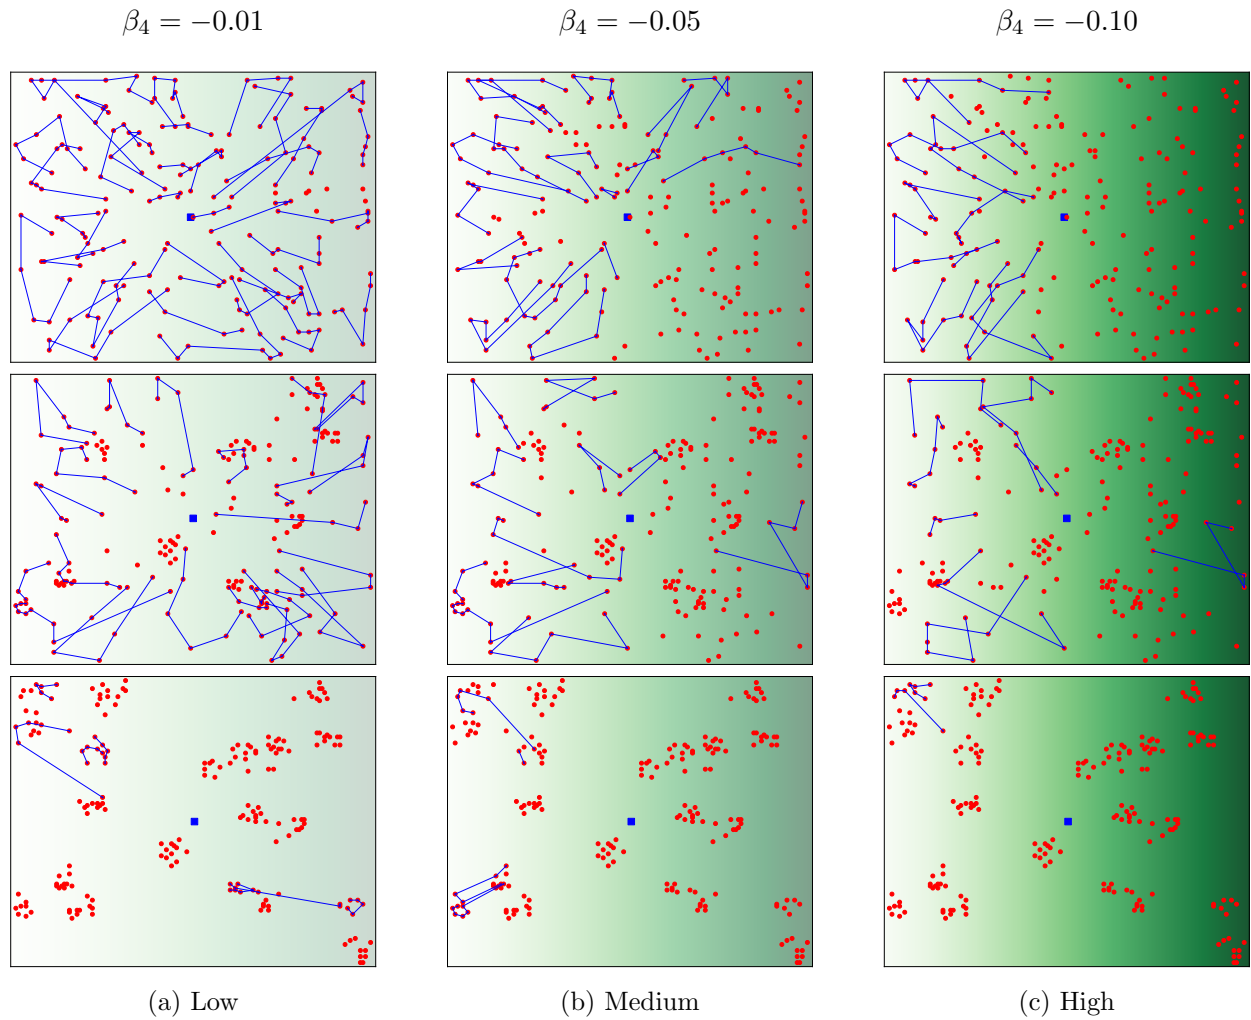 β₄ = −0.01
β₄ = −0.05
β₄ = −0.10
(a) Low
(b) Medium
(c) High